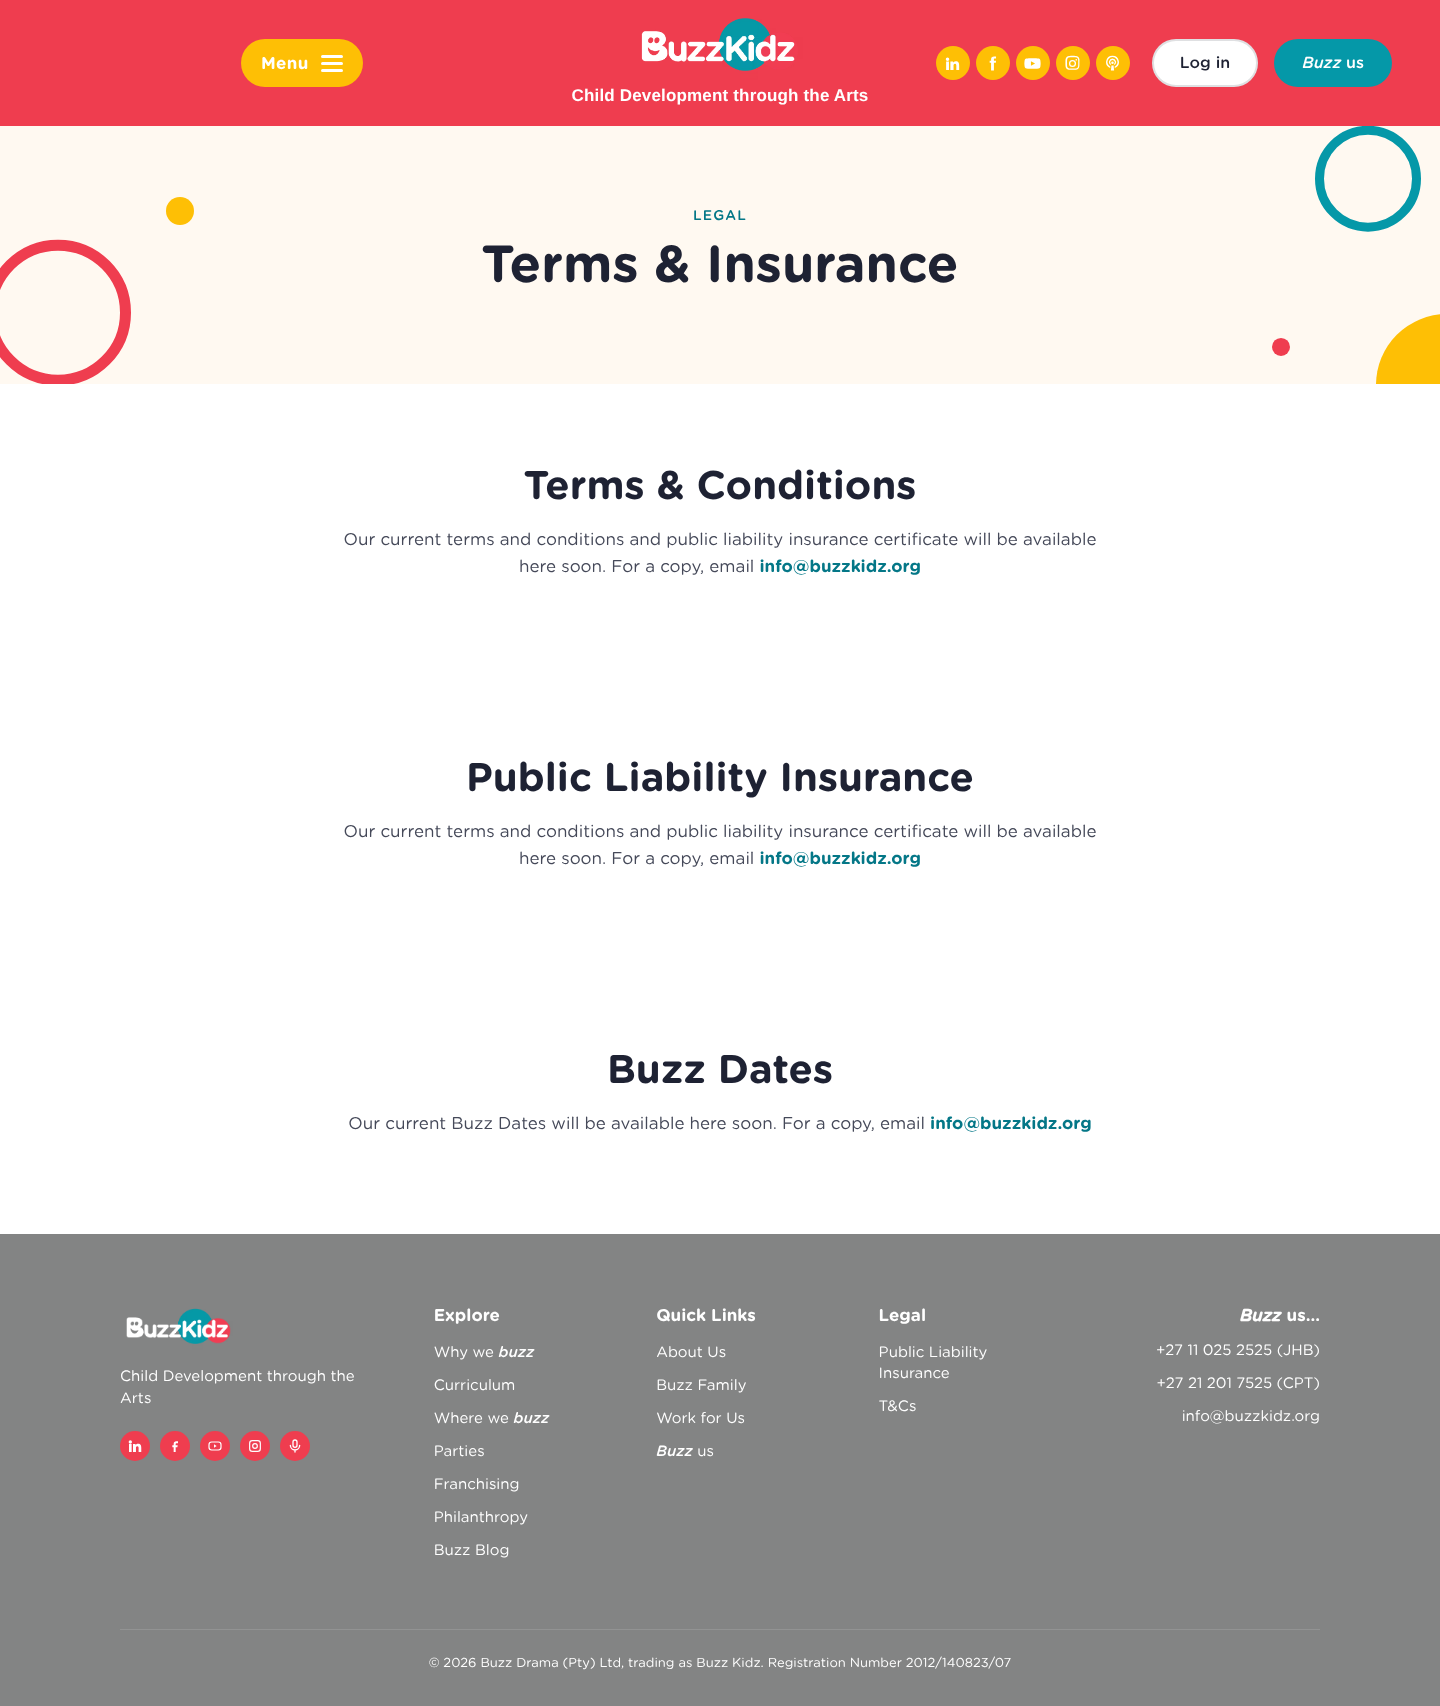 Menu
BuzzKidz
Child Development through the Arts
Log in
Buzz us
LEGAL
Terms & Insurance
Terms & Conditions
Our current terms and conditions and public liability insurance certificate will be available
here soon. For a copy, email info@buzzkidz.org
Public Liability Insurance
Our current terms and conditions and public liability insurance certificate will be available
here soon. For a copy, email info@buzzkidz.org
Buzz Dates
Our current Buzz Dates will be available here soon. For a copy, email info@buzzkidz.org
BuzzKidz
Child Development through the
Arts
Explore
Why we buzz
Curriculum
Where we buzz
Parties
Franchising
Philanthropy
Buzz Blog
Quick Links
About Us
Buzz Family
Work for Us
Buzz us
Legal
Public Liability
Insurance
T&Cs
Buzz us...
+27 11 025 2525 (JHB)
+27 21 201 7525 (CPT)
info@buzzkidz.org
© 2026 Buzz Drama (Pty) Ltd, trading as Buzz Kidz. Registration Number 2012/140823/07